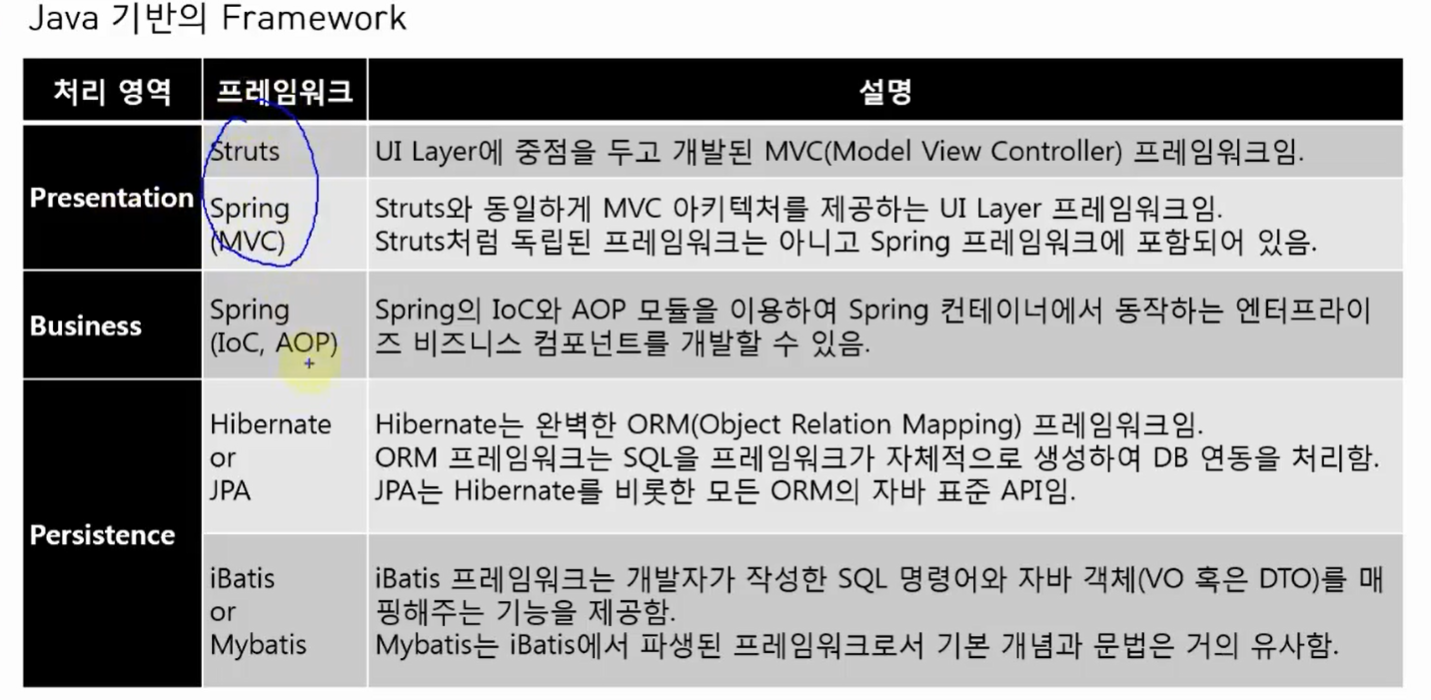 Java 기반의 Framework
처리 영역 프레임워크 설명
Presentation
Struts
UI Layer에 중점을 두고 개발된 MVC(Model View Controller) 프레임워크임.
Spring
(MVC)
Struts와 동일하게 MVC 아키텍처를 제공하는 UI Layer 프레임워크임.
Struts처럼 독립된 프레임워크는 아니고 Spring 프레임워크에 포함되어 있음.
Business
Spring
(IoC, AOP)
Spring의 IoC와 AOP 모듈을 이용하여 Spring 컨테이너에서 동작하는 엔터프라이
즈 비즈니스 컴포넌트를 개발할 수 있음.
Persistence
Hibernate
or
JPA
Hibernate는 완벽한 ORM(Object Relation Mapping) 프레임워크임.
ORM 프레임워크는 SQL을 프레임워크가 자체적으로 생성하여 DB 연동을 처리함.
JPA는 Hibernate를 비롯한 모든 ORM의 자바 표준 API임.
iBatis
or
Mybatis
iBatis 프레임워크는 개발자가 작성한 SQL 명령어와 자바 객체(VO 혹은 DTO)를 매
핑해주는 기능을 제공함.
Mybatis는 iBatis에서 파생된 프레임워크로서 기본 개념과 문법은 거의 유사함.